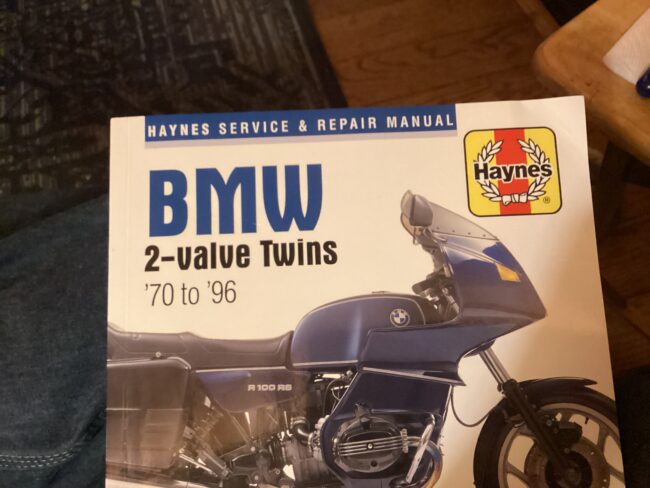 HAYNES SERVICE & REPAIR MANUAL
Haynes
®
BMW
2-valve Twins
'70 to '96
R 100 RS